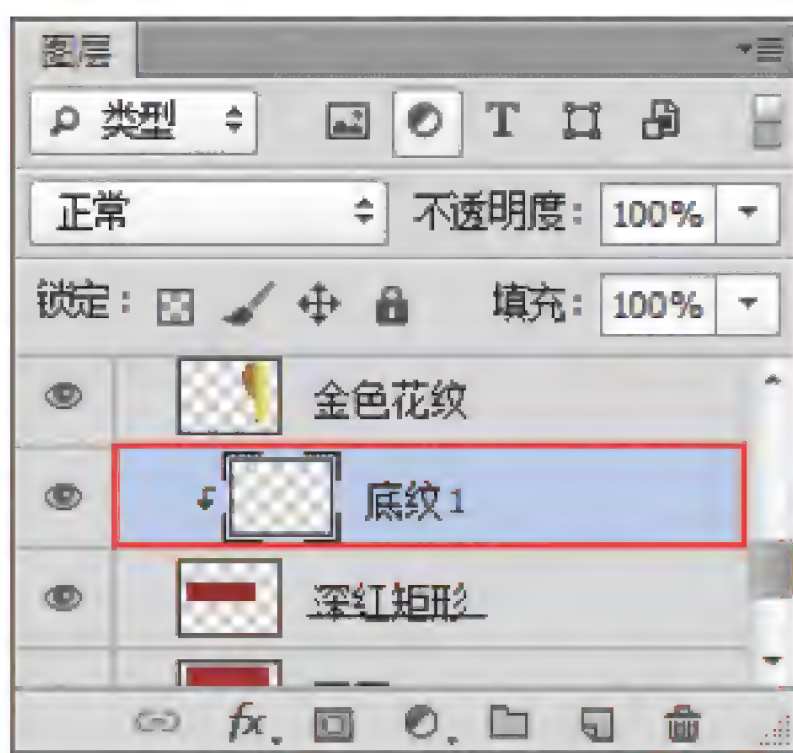 图层
类型
正常 不透明度: 100%
锁定: 填充: 100%
金色花纹
底纹1
深红矩形
fx